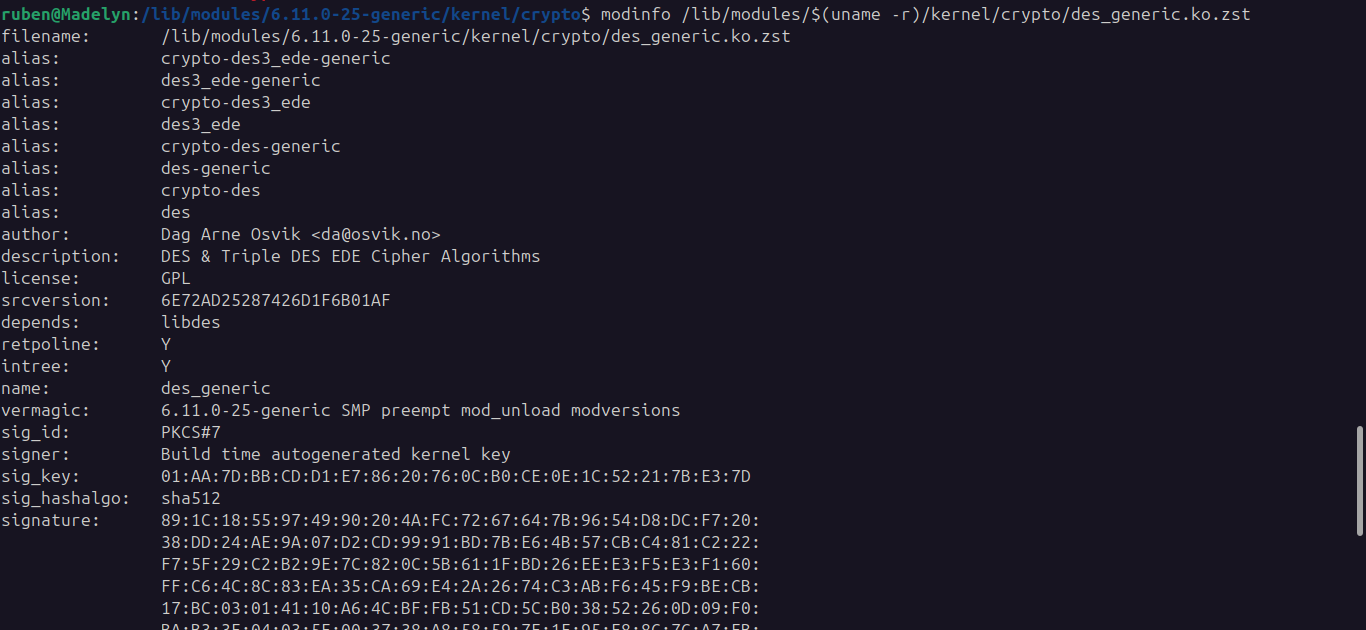 ruben@Madelyn:/lib/modules/6.11.0-25-generic/kernel/crypto$ modinfo /lib/modules/$(uname -r)/kernel/crypto/des_generic.ko.zst
filename:       /lib/modules/6.11.0-25-generic/kernel/crypto/des_generic.ko.zst
alias:          crypto-des3_ede-generic
alias:          des3_ede-generic
alias:          crypto-des3_ede
alias:          des3_ede
alias:          crypto-des-generic
alias:          des-generic
alias:          crypto-des
alias:          des
author:         Dag Arne Osvik <da@osvik.no>
description:    DES & Triple DES EDE Cipher Algorithms
license:        GPL
srcversion:     6E72AD25287426D1F6B01AF
depends:        libdes
retpoline:      Y
intree:         Y
name:           des_generic
vermagic:       6.11.0-25-generic SMP preempt mod_unload modversions
sig_id:         PKCS#7
signer:         Build time autogenerated kernel key
sig_key:        01:AA:7D:BB:CD:D1:E7:86:20:76:0C:B0:CE:0E:1C:52:21:7B:E3:7D
sig_hashalgo:   sha512
signature:      89:1C:18:55:97:49:90:20:4A:FC:72:67:64:7B:96:54:D8:DC:F7:20:
                38:DD:24:AE:9A:07:D2:CD:99:91:BD:7B:E6:4B:57:CB:C4:81:C2:22:
                F7:5F:29:C2:B2:9E:7C:82:0C:5B:61:1F:BD:26:EE:E3:F5:E3:F1:60:
                FF:C6:4C:8C:83:EA:35:CA:69:E4:2A:26:74:C3:AB:F6:45:F9:BE:CB:
                17:BC:03:01:41:10:A6:4C:BF:FB:51:CD:5C:B0:38:52:26:0D:09:F0: